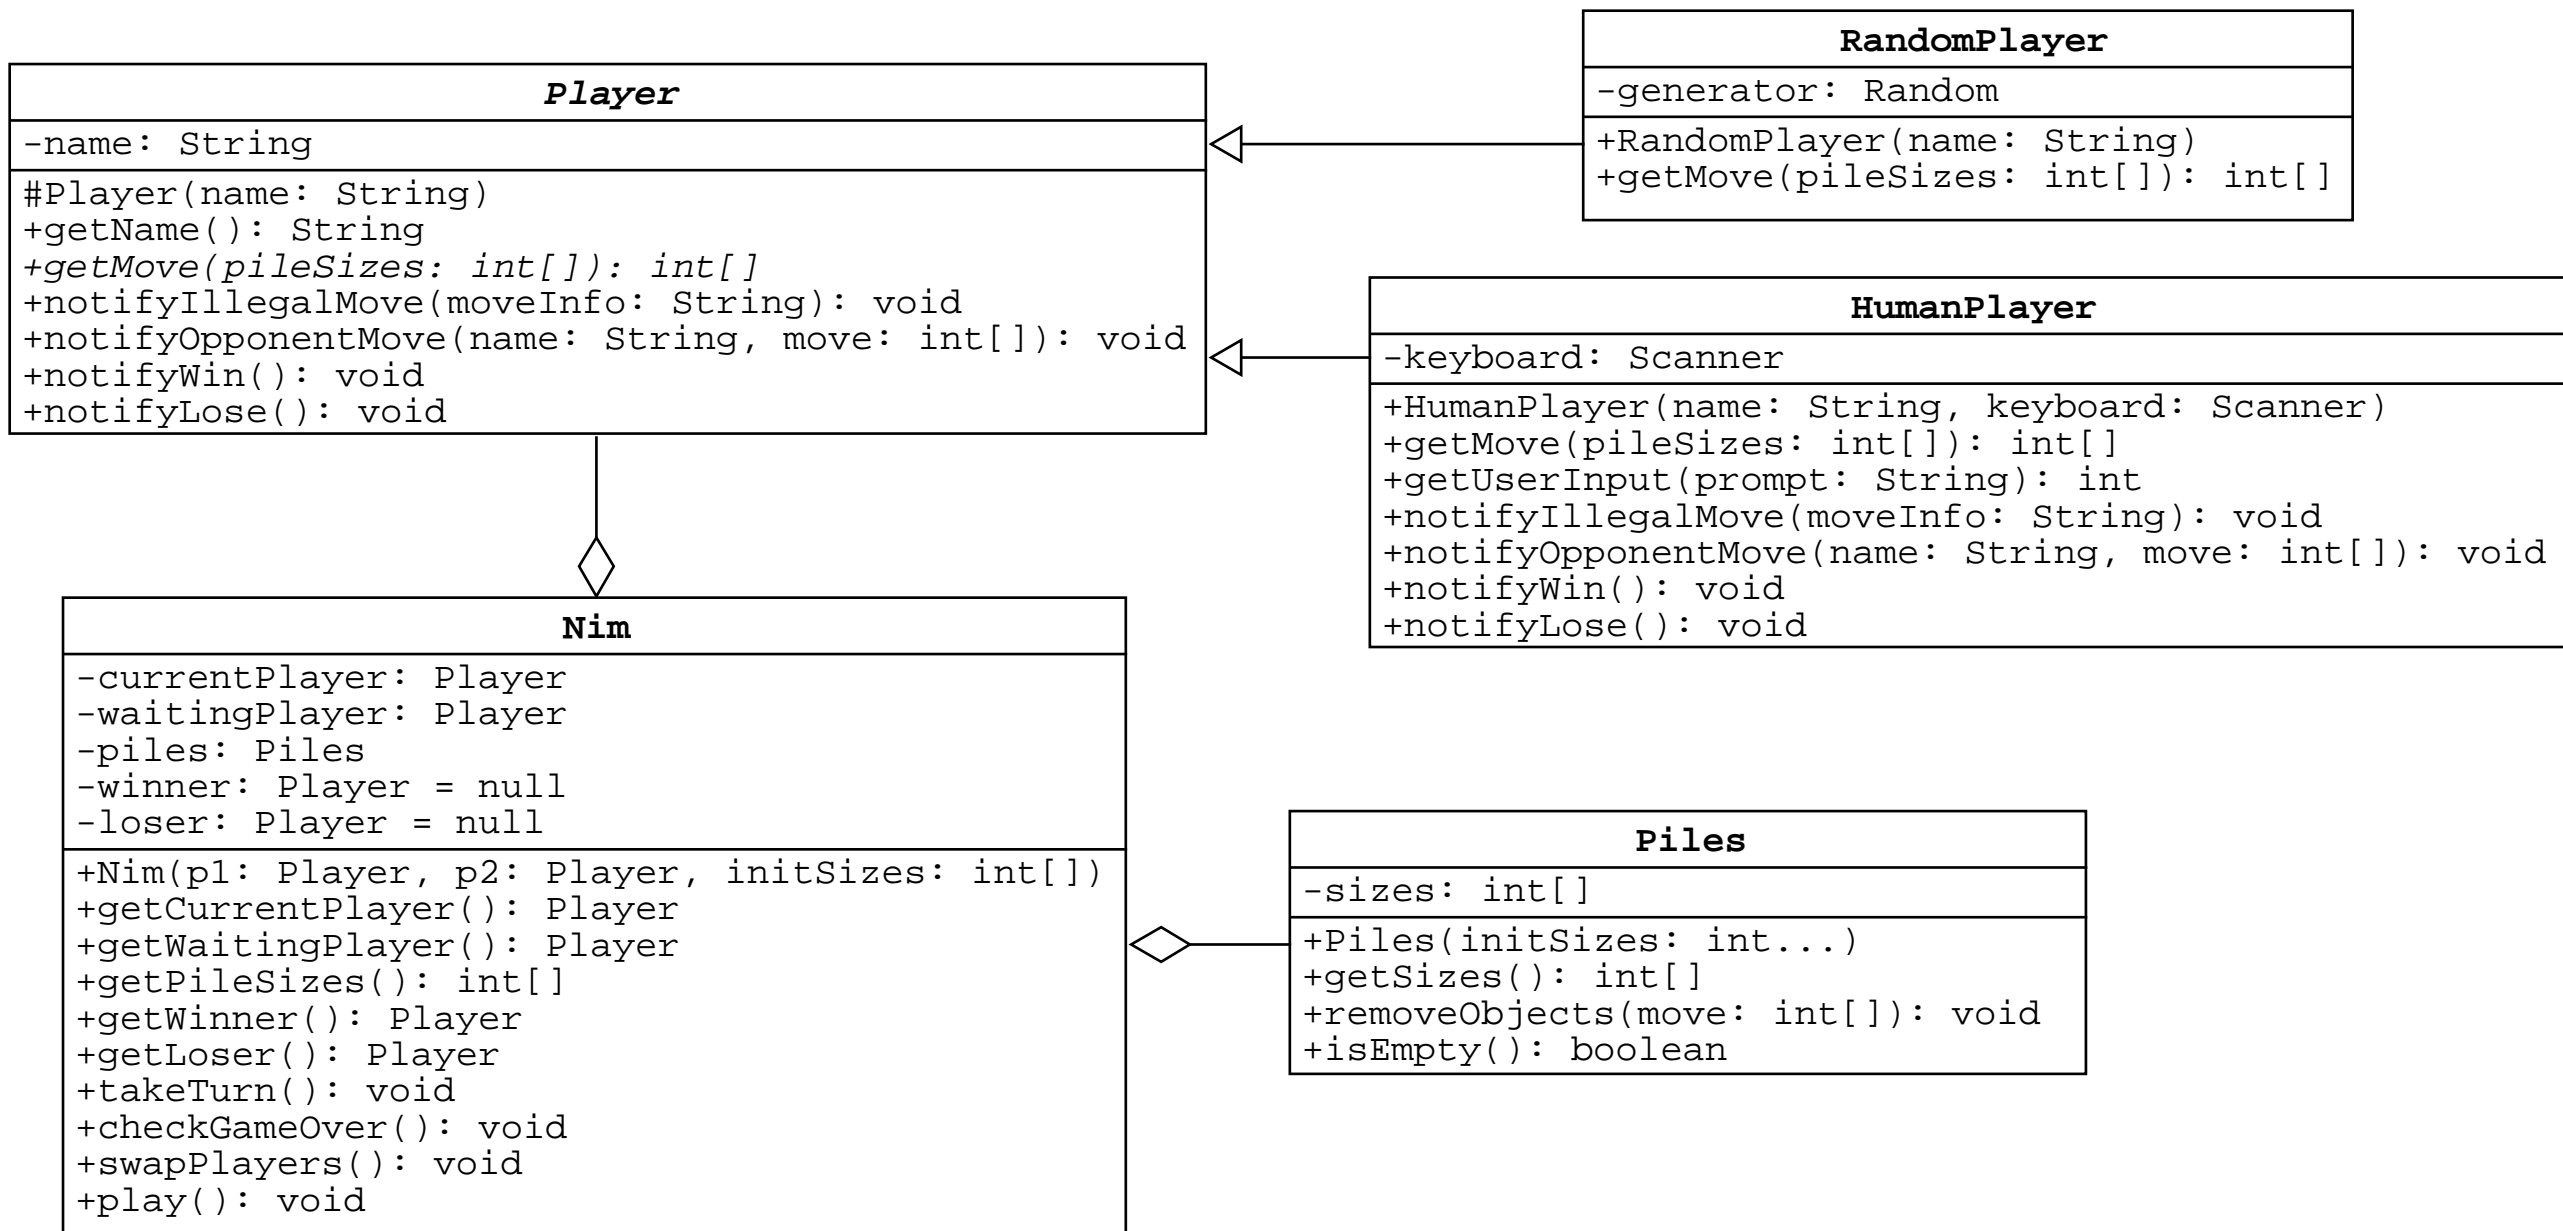 Player
-name: String
#Player(name: String)
+getName(): String
+getMove(pileSizes: int[]): int[]
+notifyIllegalMove(moveInfo: String): void
+notifyOpponentMove(name: String, move: int[]): void
+notifyWin(): void
+notifyLose(): void
RandomPlayer
-generator: Random
+RandomPlayer(name: String)
+getMove(pileSizes: int[]): int[]
HumanPlayer
-keyboard: Scanner
+HumanPlayer(name: String, keyboard: Scanner)
+getMove(pileSizes: int[]): int[]
+getUserInput(prompt: String): int
+notifyIllegalMove(moveInfo: String): void
+notifyOpponentMove(name: String, move: int[]): void
+notifyWin(): void
+notifyLose(): void
Nim
-currentPlayer: Player
-waitingPlayer: Player
-piles: Piles
-winner: Player = null
-loser: Player = null
+Nim(p1: Player, p2: Player, initSizes: int[])
+getCurrentPlayer(): Player
+getWaitingPlayer(): Player
+getPileSizes(): int[]
+getWinner(): Player
+getLoser(): Player
+takeTurn(): void
+checkGameOver(): void
+swapPlayers(): void
+play(): void
Piles
-sizes: int[]
+Piles(initSizes: int...)
+getSizes(): int[]
+removeObjects(move: int[]): void
+isEmpty(): boolean